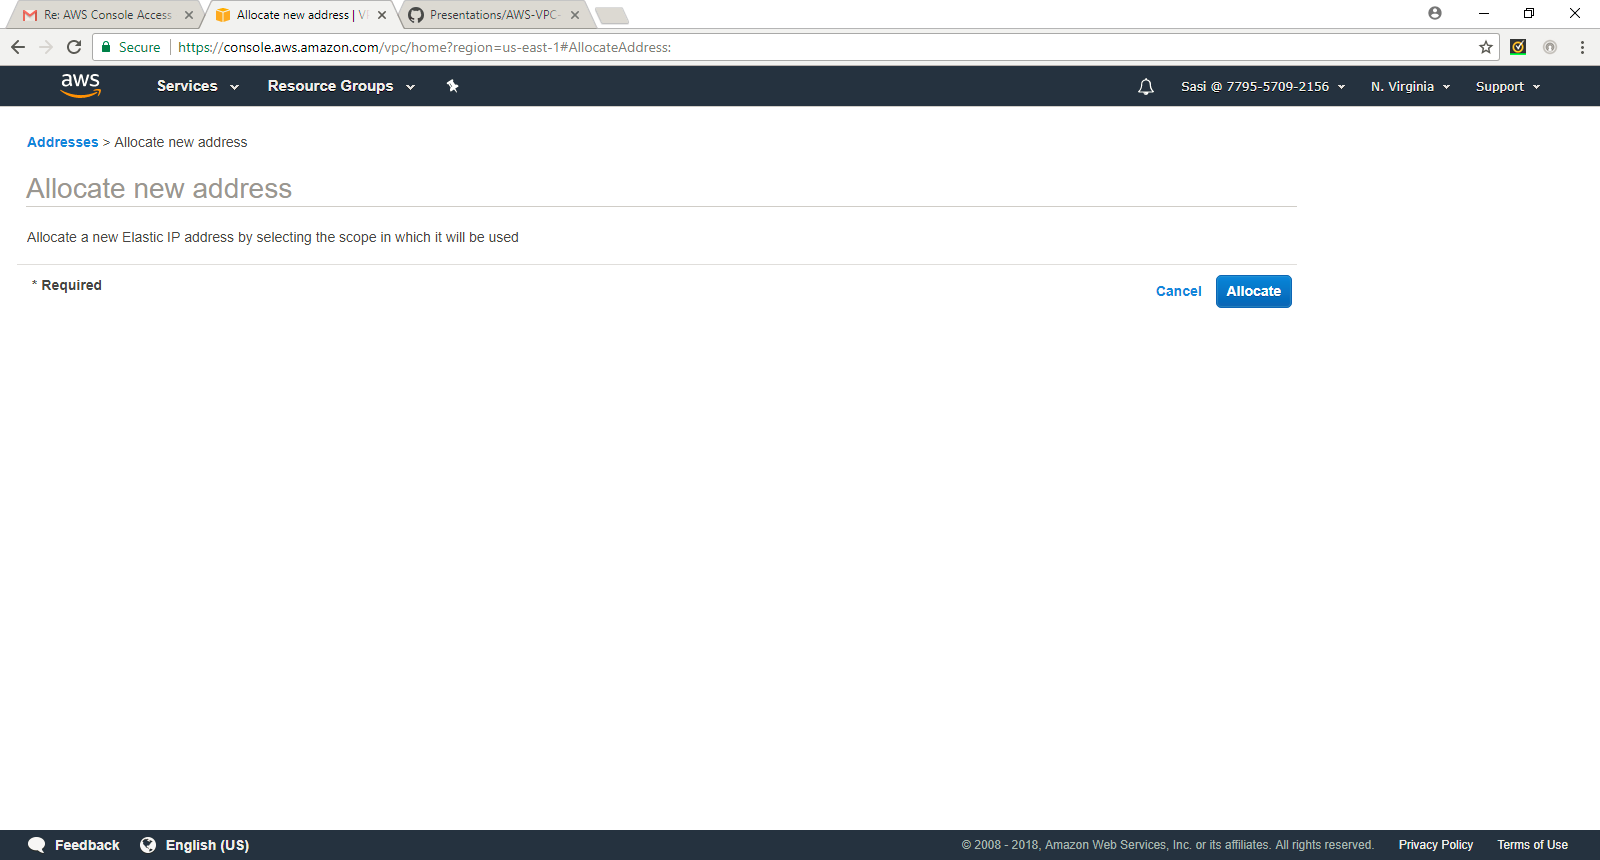 Re: AWS Console Access
Allocate new address | VP
Presentations/AWS-VPC-
Secure
https://console.aws.amazon.com/vpc/home?region=us-east-1#AllocateAddress:
aws
Services
Resource Groups
Sasi @ 7795-5709-2156
N. Virginia
Support
Addresses > Allocate new address
Allocate new address
Allocate a new Elastic IP address by selecting the scope in which it will be used
* Required
Cancel
Allocate
Feedback
English (US)
© 2008 - 2018, Amazon Web Services, Inc. or its affiliates. All rights reserved.
Privacy Policy
Terms of Use